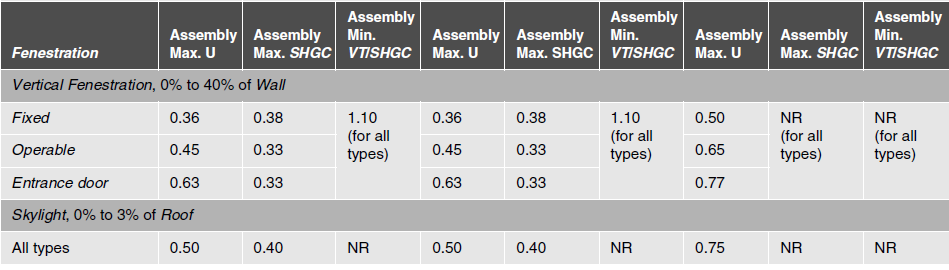 Fenestration Assembly Max. U Assembly Max. SHGC Assembly Min. VT/SHGC Assembly Max. U Assembly Max. SHGC Assembly Min. VT/SHGC Assembly Max. U Assembly Max. SHGC Assembly Min. VT/SHGC
Vertical Fenestration, 0% to 40% of Wall
Fixed 0.36 0.38 1.10 (for all types) 0.36 0.38 1.10 (for all types) 0.50 NR (for all types) NR (for all types)
Operable 0.45 0.33 0.45 0.33 0.65
Entrance door 0.63 0.33 0.63 0.33 0.77
Skylight, 0% to 3% of Roof
All types 0.50 0.40 NR 0.50 0.40 NR 0.75 NR NR